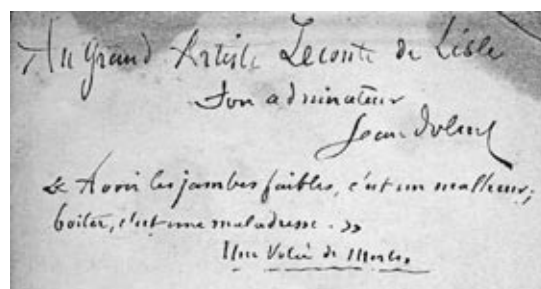 Au Grand Artiste Leconte de Lisle
Son admirateur
Jean Dolent
« Avoir les jambes faibles, c'est un malheur;
boiter, c'est une maladresse. »
Une Volée de Merles